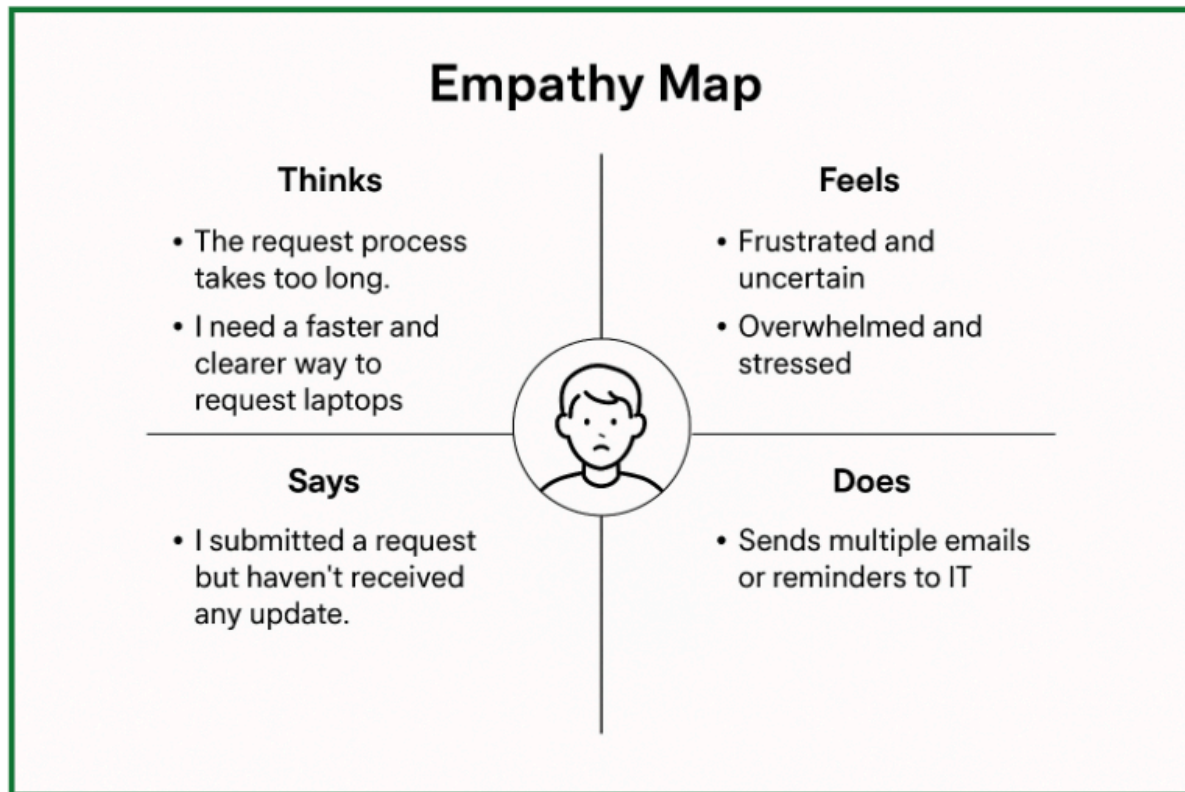 Empathy Map
Thinks
• The request process
takes too long.
• I need a faster and
clearer way to
request laptops
Feels
• Frustrated and
uncertain
• Overwhelmed and
stressed
Says
• I submitted a request
but haven't received
any update.
Does
• Sends multiple emails
or reminders to IT